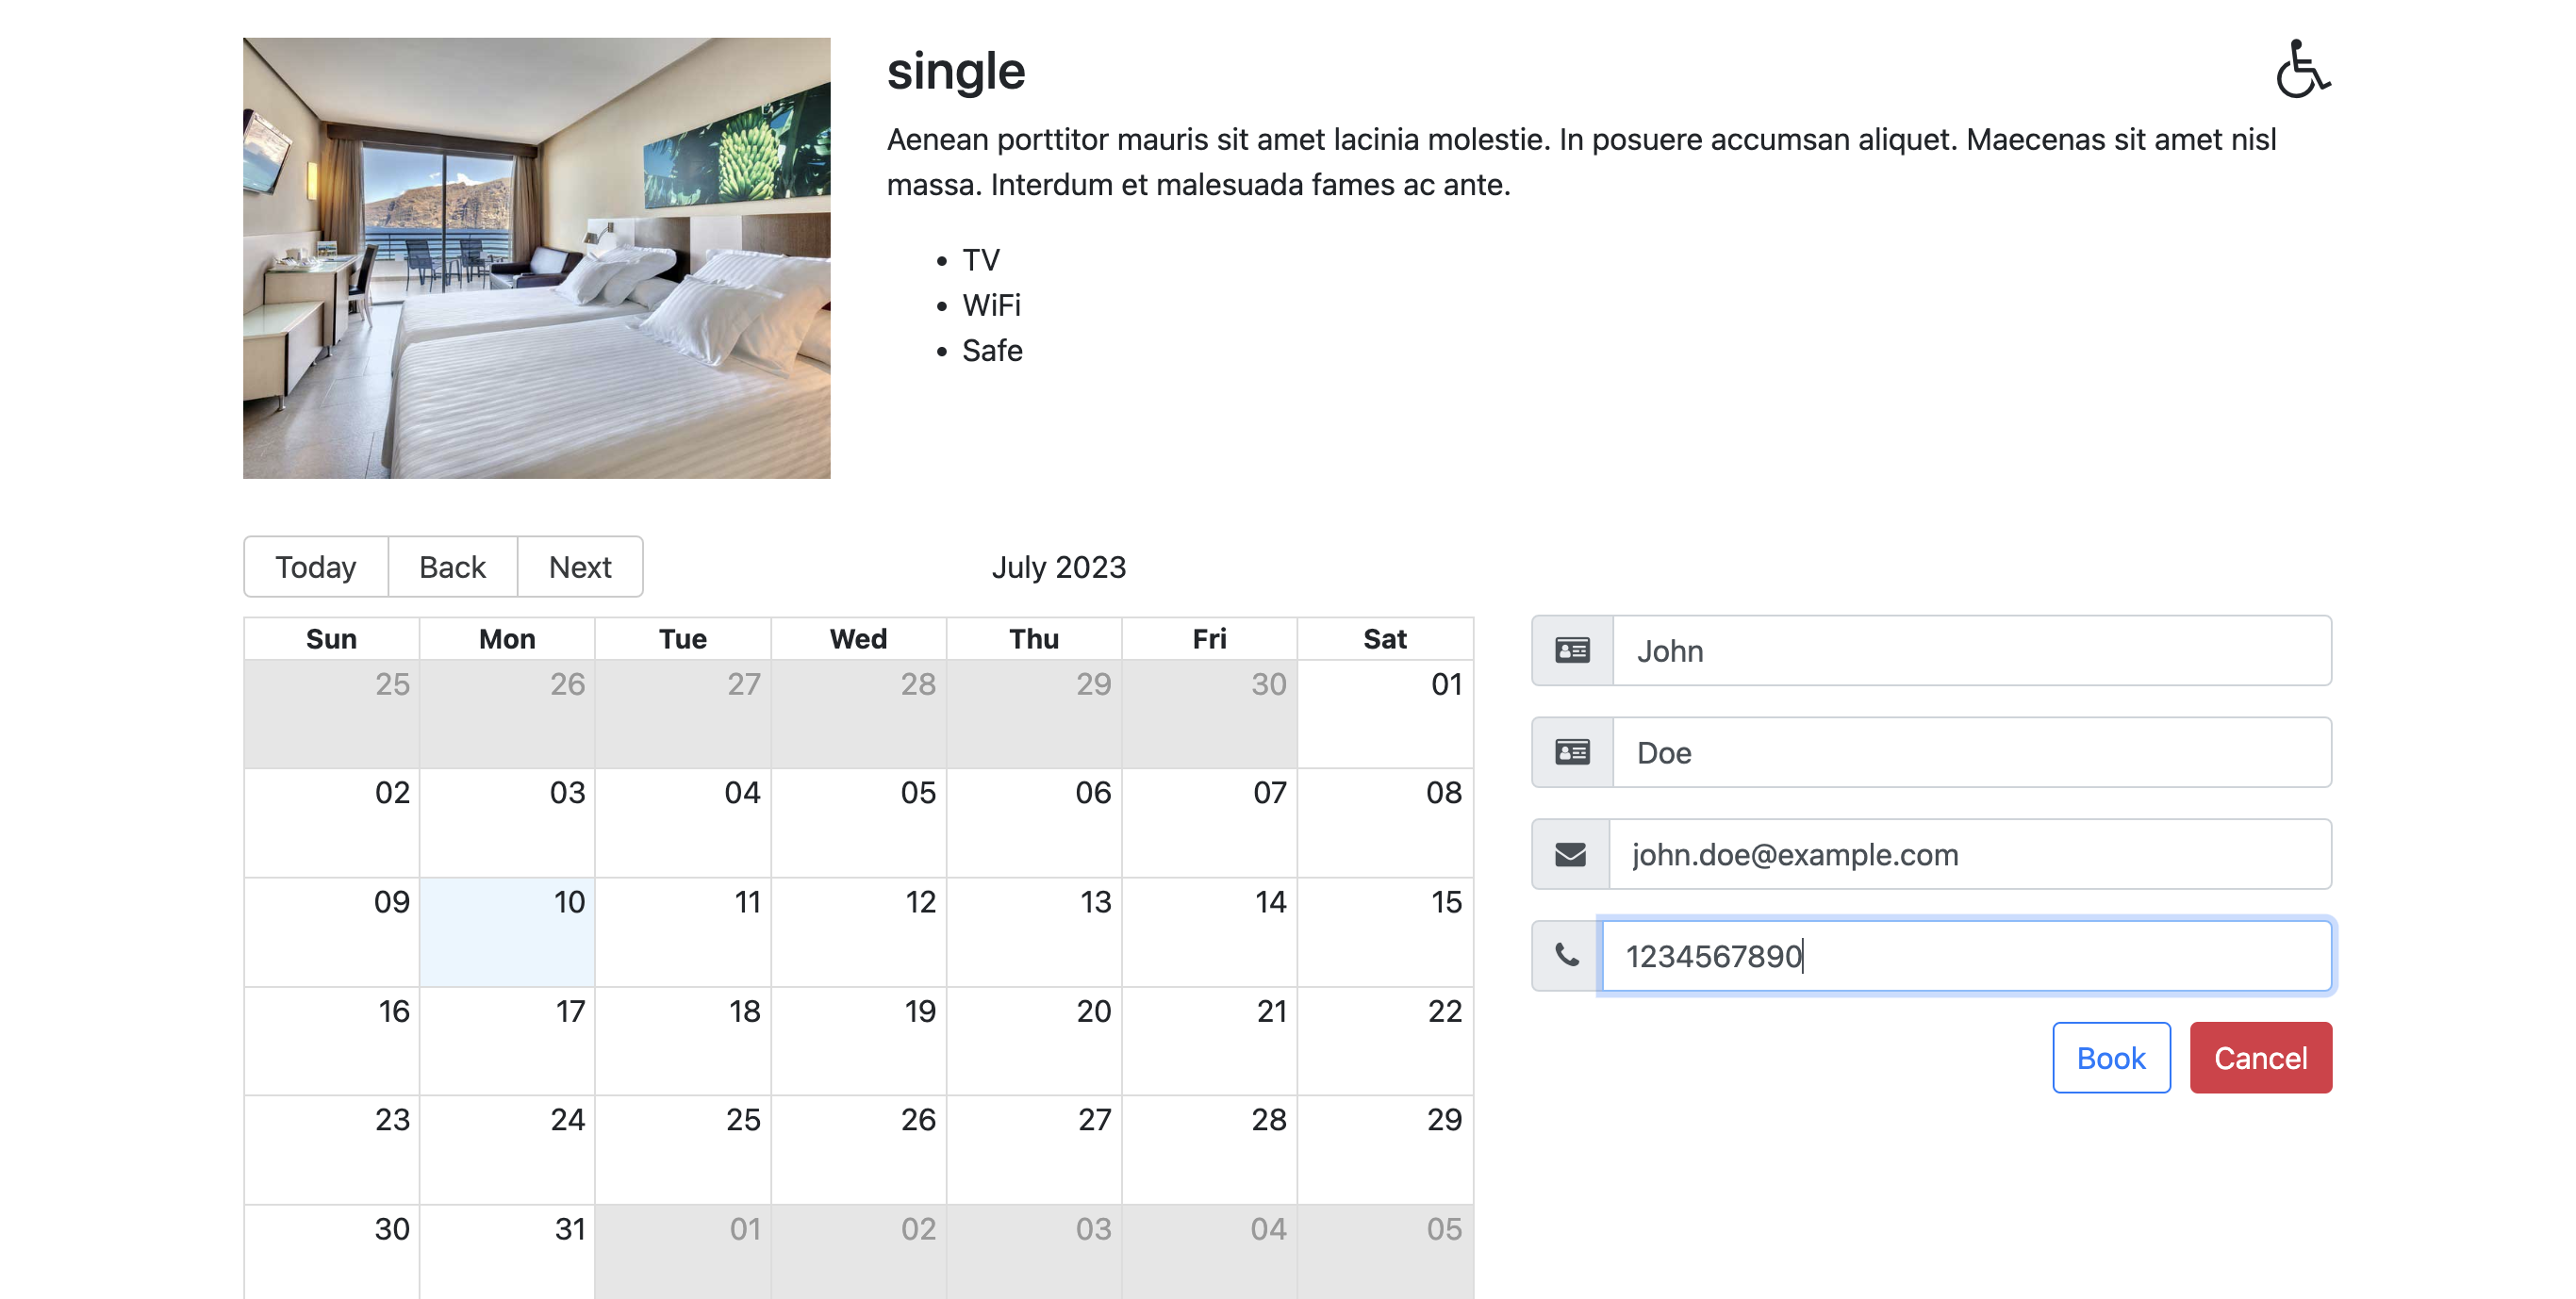 single
Aenean porttitor mauris sit amet lacinia molestie. In posuere accumsan aliquet. Maecenas sit amet nisl
massa. Interdum et malesuada fames ac ante.
TV
WiFi
Safe
Today Back Next July 2023
Sun Mon Tue Wed Thu Fri Sat
25 26 27 28 29 30 01
02 03 04 05 06 07 08
09 10 11 12 13 14 15
16 17 18 19 20 21 22
23 24 25 26 27 28 29
30 31 01 02 03 04 05
John
Doe
john.doe@example.com
1234567890
Book Cancel